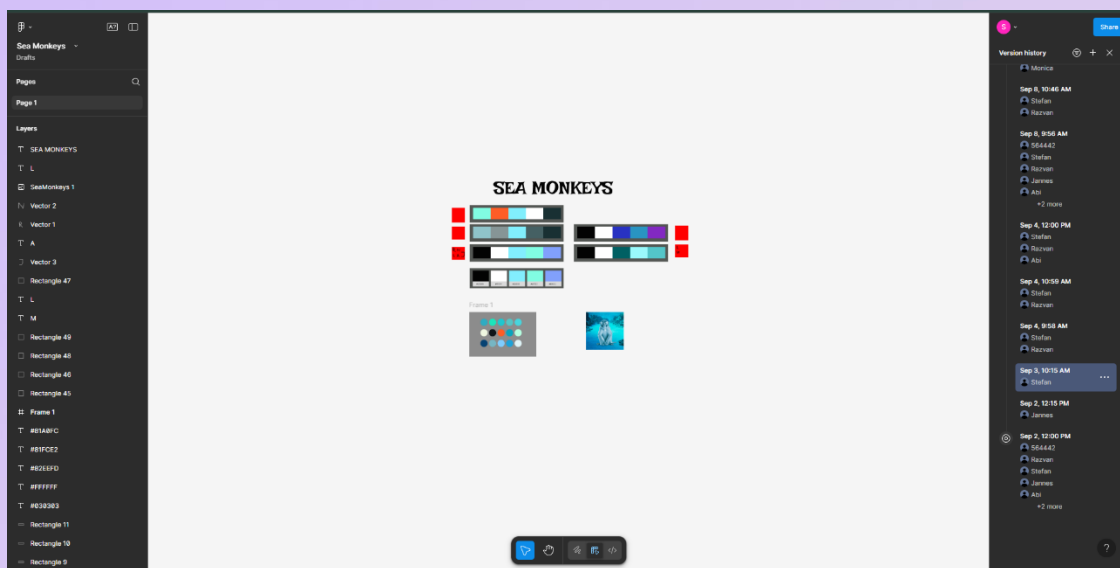 Sea Monkeys
Drafts
Pages
Page 1
Layers
SEA MONKEYS
L
SeaMonkeys 1
Vector 2
Vector 1
A
Vector 3
Rectangle 47
L
M
Rectangle 49
Rectangle 48
Rectangle 46
Rectangle 45
Frame 1
#81A0FC
#81FCE2
#82EEFD
#FFFFFF
#030303
Rectangle 11
Rectangle 10
Rectangle 9
SEA MONKEYS
Frame 1
S
Share
Version history
Monica
Sep 8, 10:46 AM
Stefan
Razvan
Sep 8, 9:56 AM
564442
Stefan
Razvan
Jannes
Abi
+2 more
Sep 4, 12:00 PM
Stefan
Razvan
Abi
Sep 4, 10:59 AM
Stefan
Razvan
Sep 4, 9:58 AM
Stefan
Razvan
Sep 3, 10:15 AM
Stefan
Sep 2, 12:15 PM
Jannes
Sep 2, 12:00 PM
564442
Razvan
Stefan
Jannes
Abi
+2 more
?